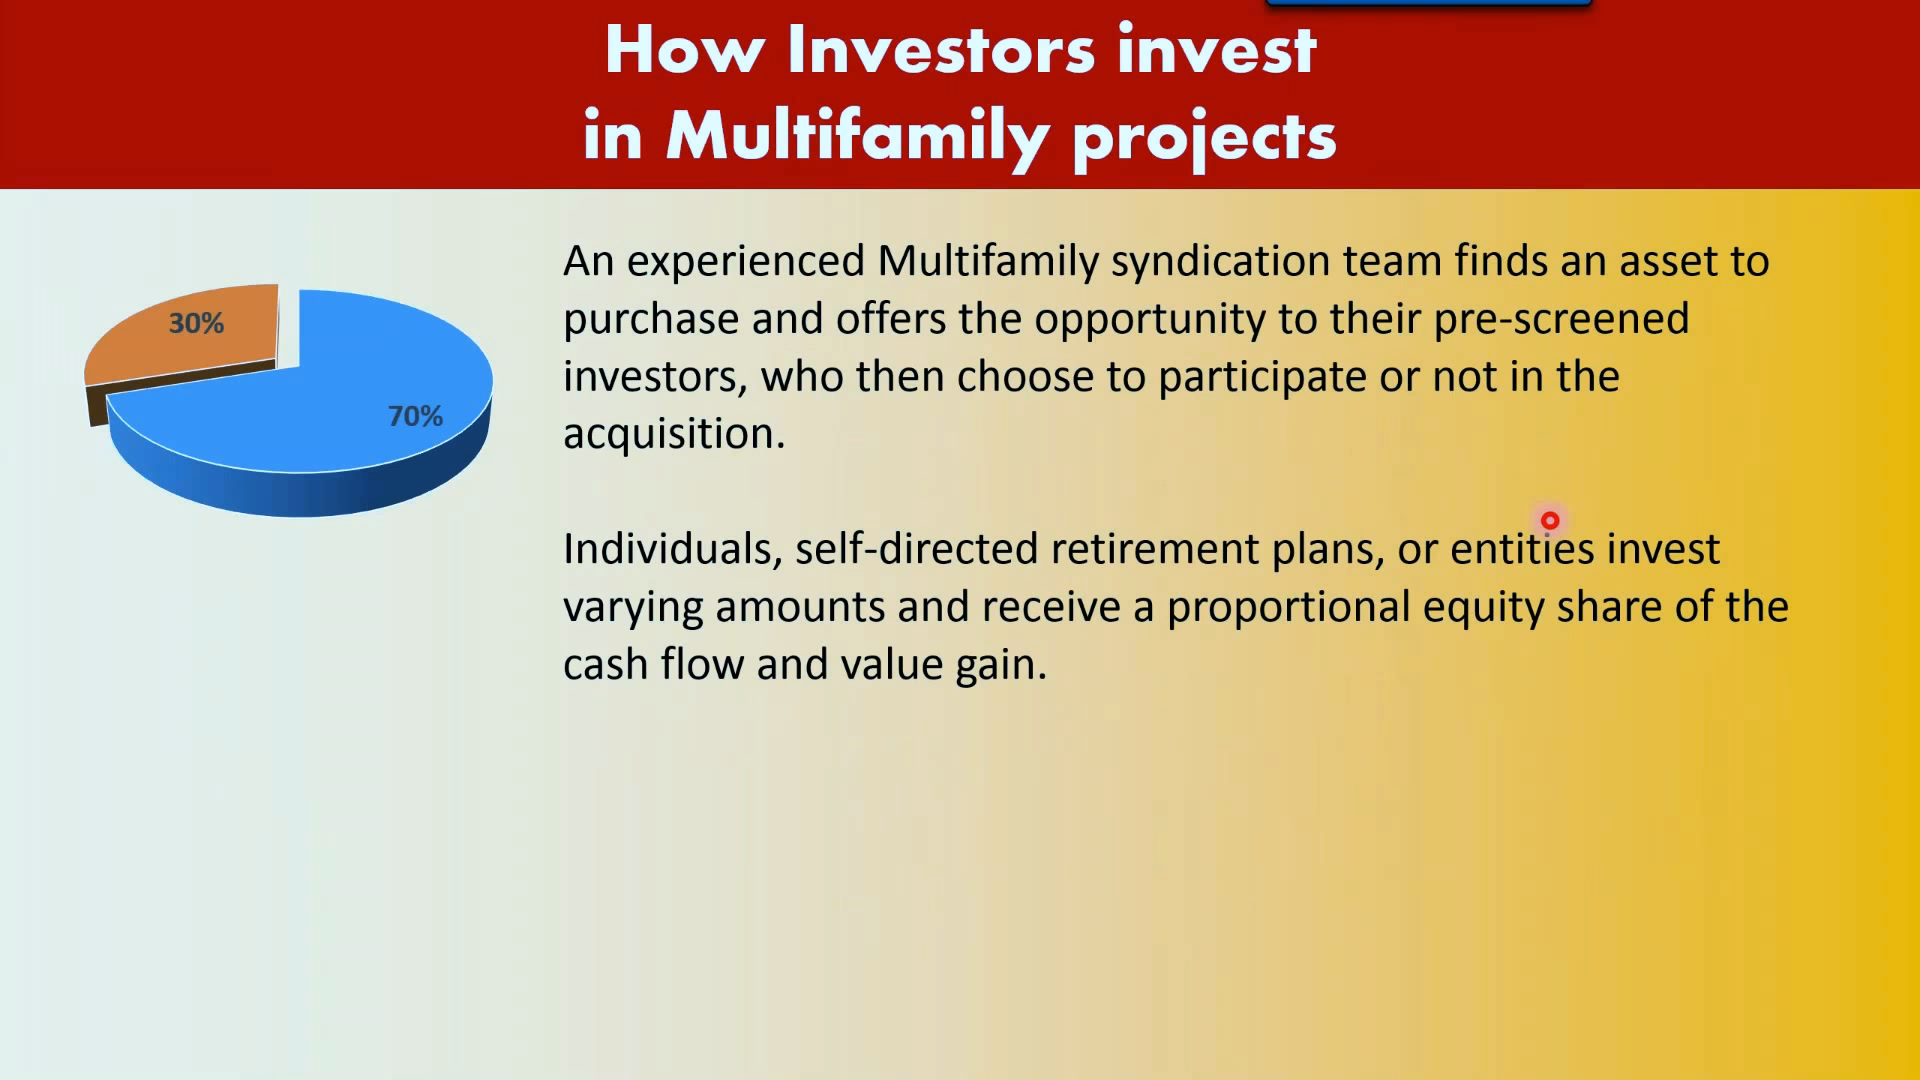 How Investors invest
in Multifamily projects
30%
70%
An experienced Multifamily syndication team finds an asset to
purchase and offers the opportunity to their pre-screened
investors, who then choose to participate or not in the
acquisition.
Individuals, self-directed retirement plans, or entities invest
varying amounts and receive a proportional equity share of the
cash flow and value gain.